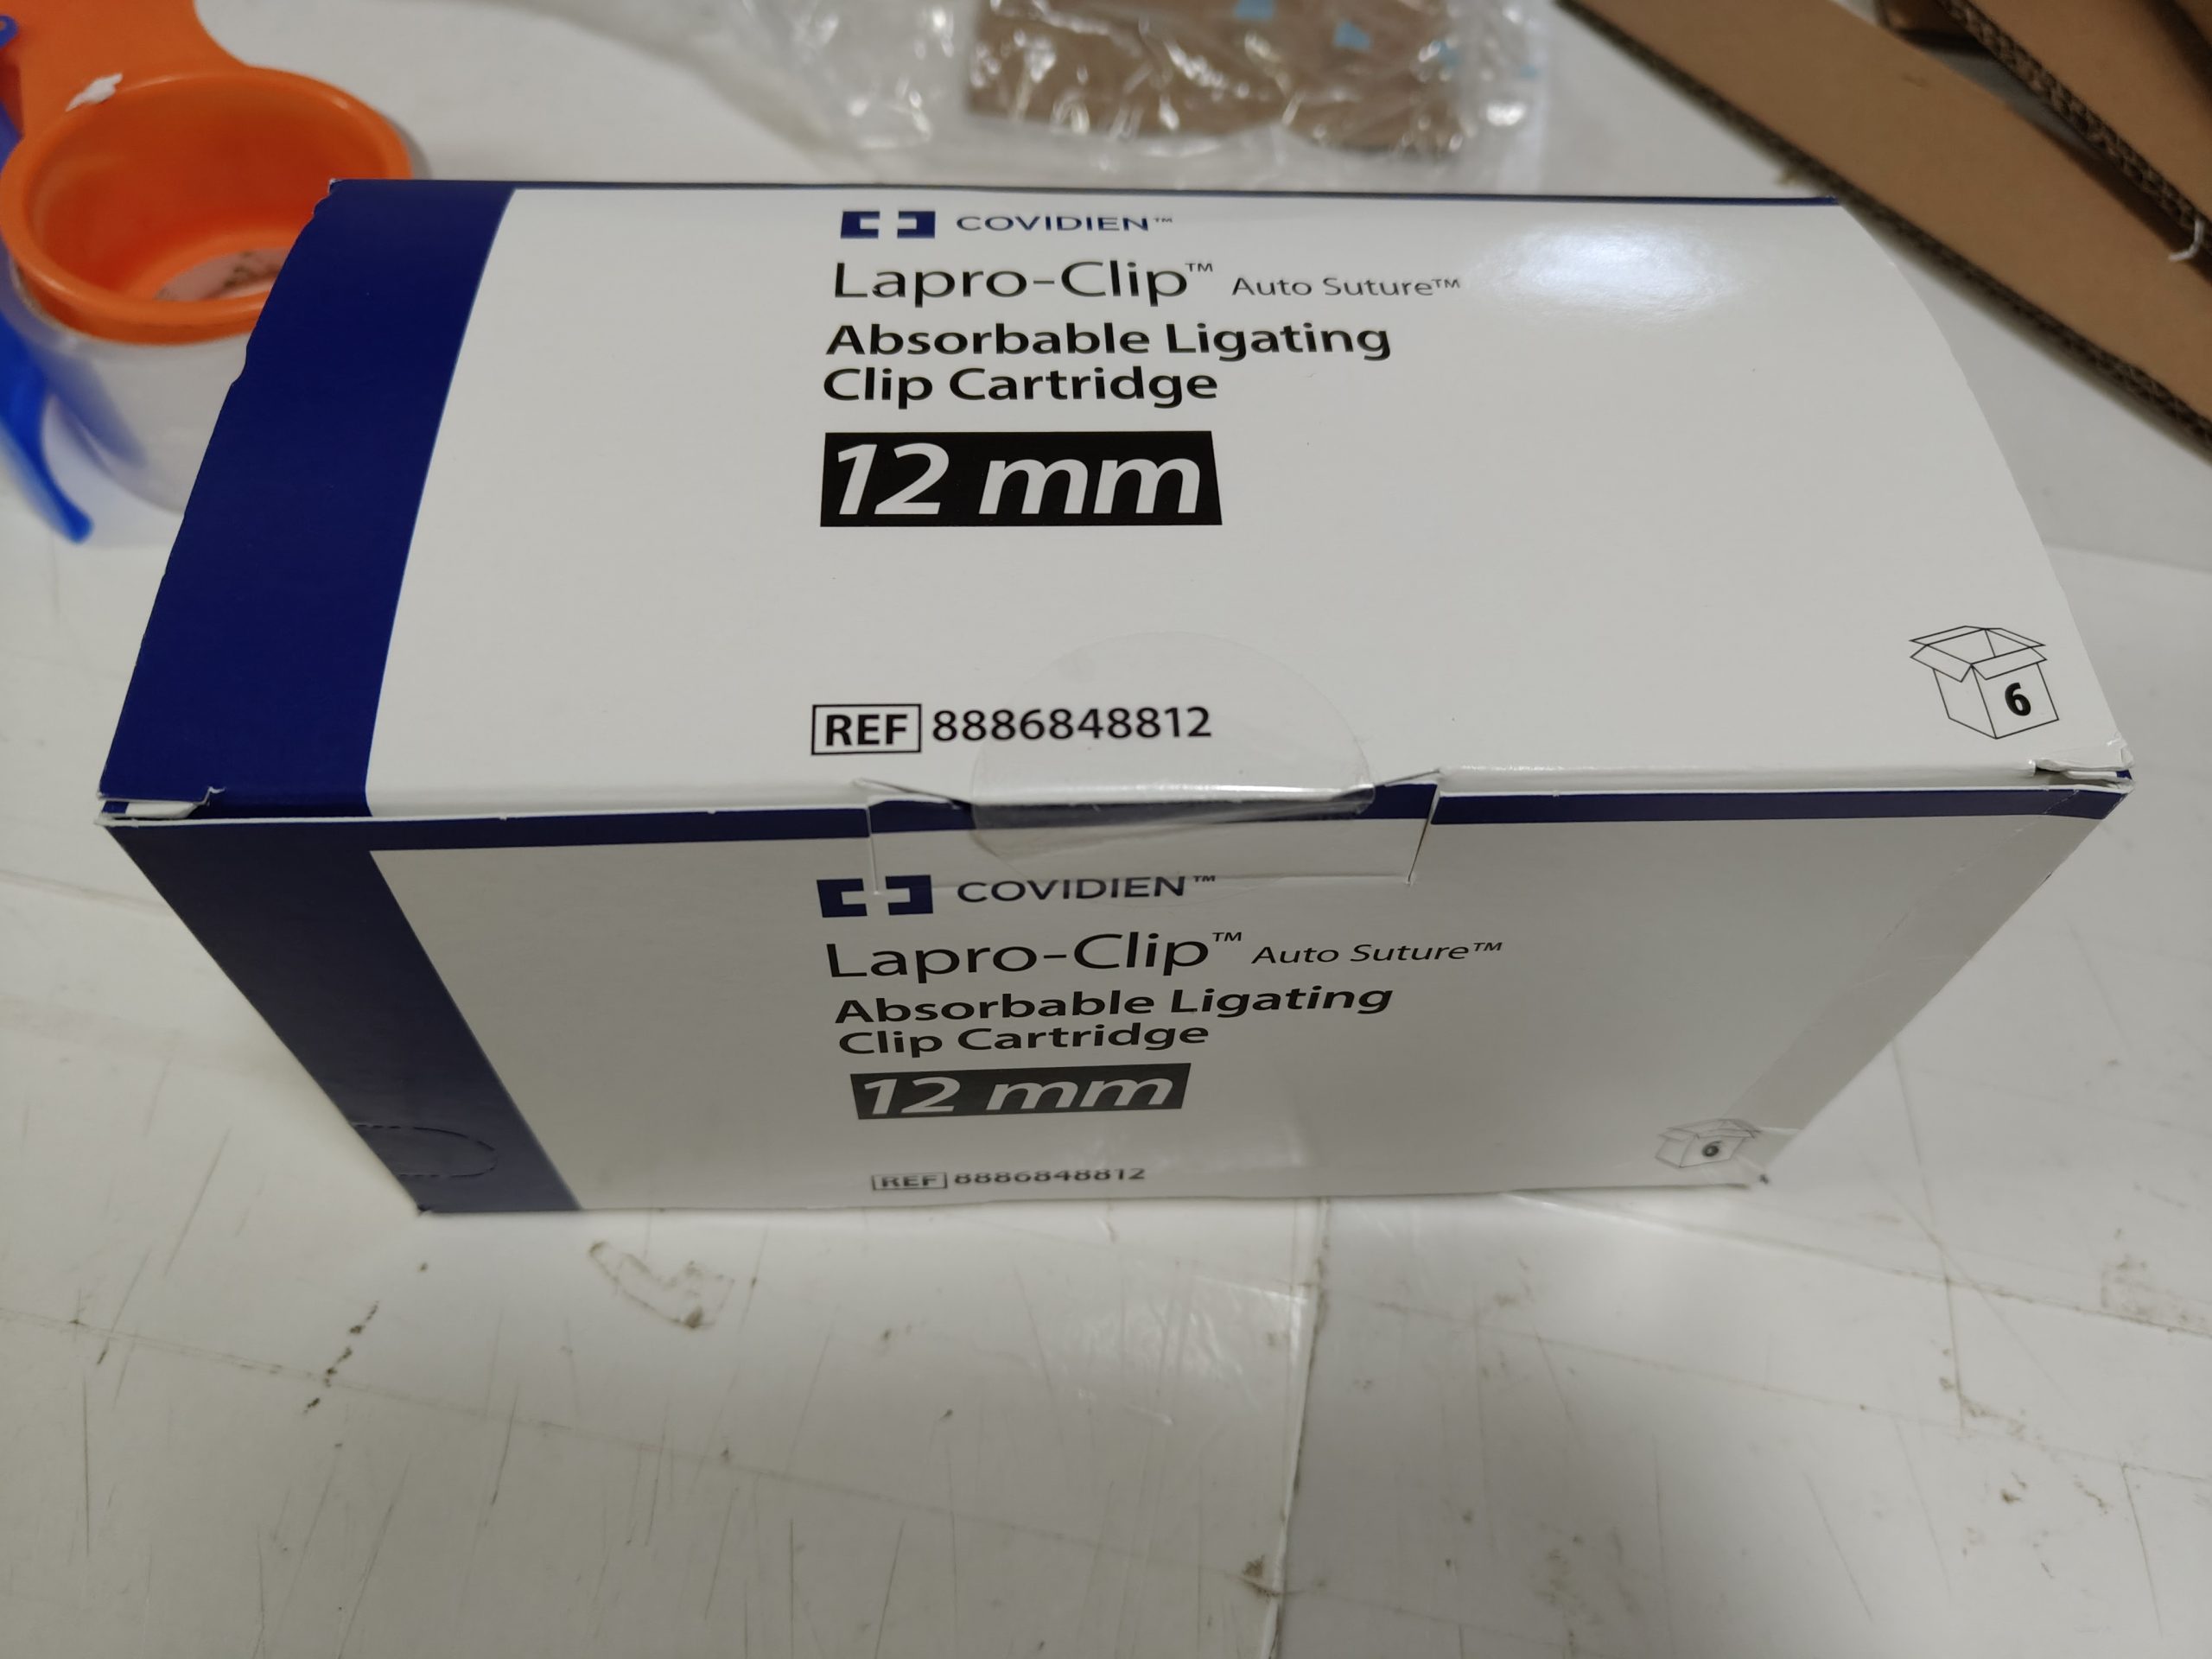 COVIDIEN™
Lapro-Clip™ Auto Suture™
Absorbable Ligating
Clip Cartridge
12 mm
REF 8886848812
6
COVIDIEN™
Lapro-Clip™ Auto Suture™
Absorbable Ligating
Clip Cartridge
12 mm
REF 8886848812
6